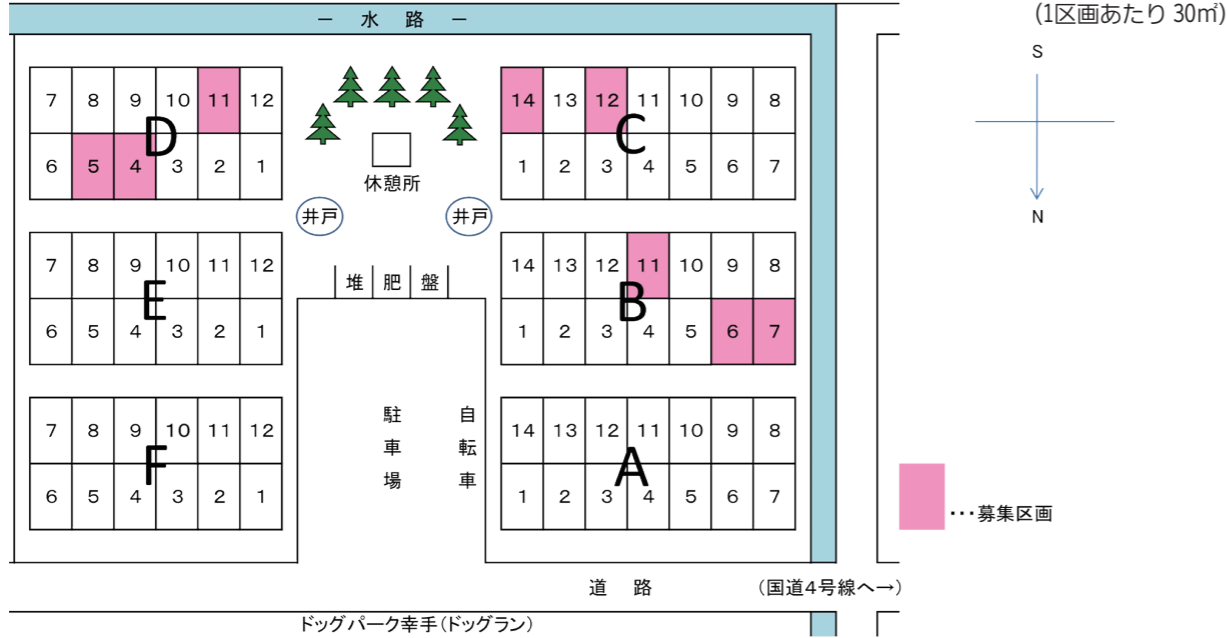 － 水 路 －
(1区画あたり 30㎡)
S
N
7 8 9 10 11 12
D
6 5 4 3 2 1
14 13 12 11 10 9 8
C
1 2 3 4 5 6 7
休憩所
井戸
井戸
7 8 9 10 11 12
E
6 5 4 3 2 1
堆 肥 盤
14 13 12 11 10 9 8
B
1 2 3 4 5 6 7
7 8 9 10 11 12
F
6 5 4 3 2 1
駐車場
自転車
14 13 12 11 10 9 8
A
1 2 3 4 5 6 7
･･･募集区画
道 路
(国道4号線へ→)
ドッグパーク幸手(ドッグラン)